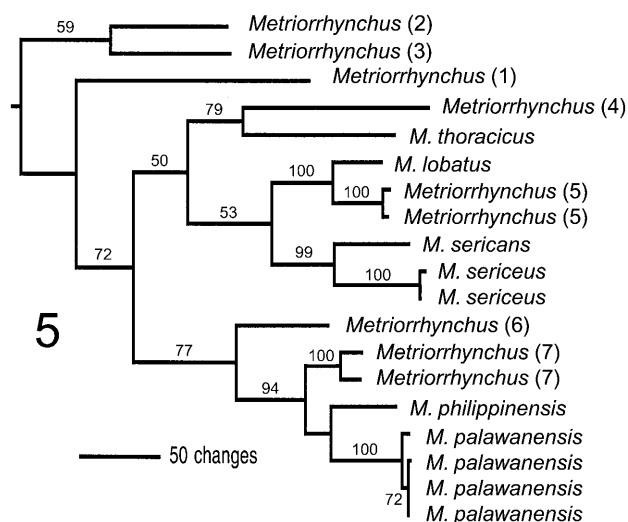 59
Metriorrhynchus (2)
Metriorrhynchus (3)
Metriorrhynchus (1)
79
Metriorrhynchus (4)
M. thoracicus
50
100
M. lobatus
100
Metriorrhynchus (5)
Metriorrhynchus (5)
53
99
M. sericans
100
M. sericeus
M. sericeus
72
5
77
Metriorrhynchus (6)
100
Metriorrhynchus (7)
Metriorrhynchus (7)
94
M. philippinensis
100
M. palawanensis
M. palawanensis
72
M. palawanensis
M. palawanensis
50 changes